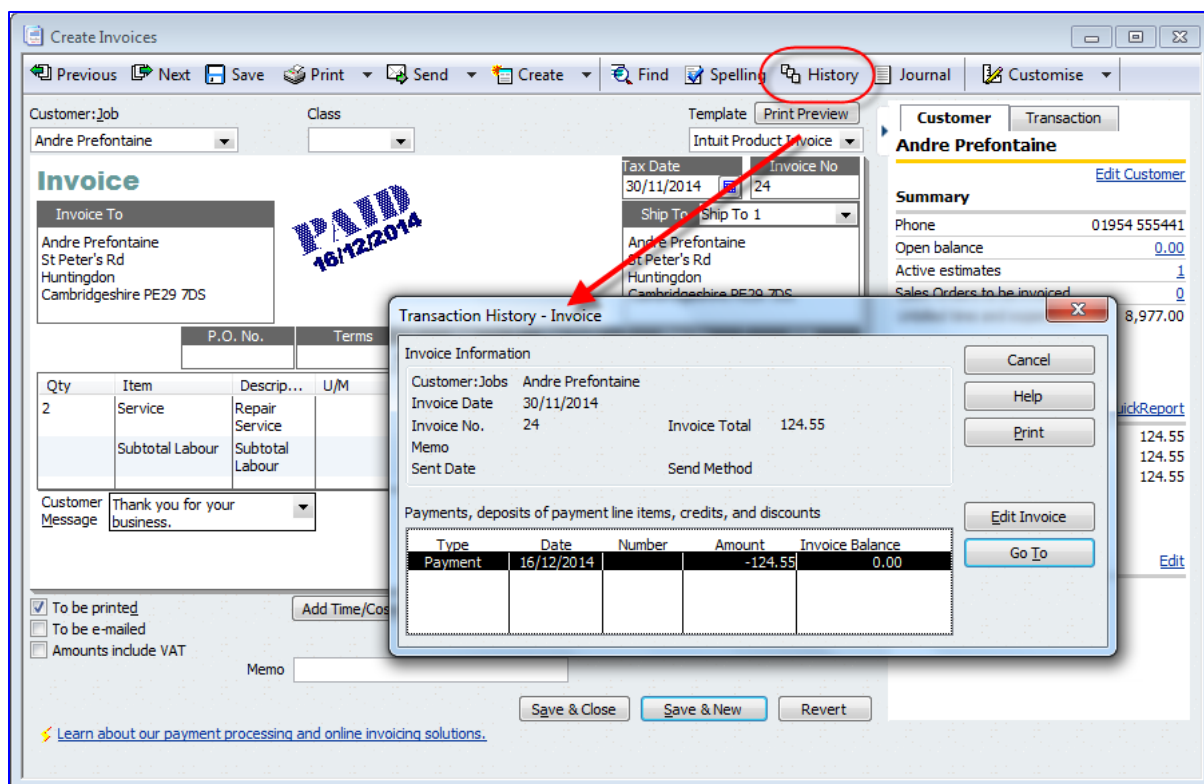 Create Invoices
Previous Next Save Print Send Create Find Spelling History Journal Customise
Customer:Job Class Template Print Preview
Andre Prefontaine Intuit Product Invoice
Customer Transaction
Andre Prefontaine
Edit Customer
Summary
Phone 01954 555441
Open balance 0.00
Active estimates 1
Sales Orders to be invoiced 0
8,977.00
QuickReport
124.55
124.55
124.55
Edit
Invoice
Tax Date Invoice No
30/11/2014 24
PAID
16/12/2014
Invoice To
Andre Prefontaine
St Peter's Rd
Huntingdon
Cambridgeshire PE29 7DS
Ship To Ship To 1
Andre Prefontaine
St Peter's Rd
Huntingdon
Cambridgeshire PE29 7DS
P.O. No. Terms
Qty Item Descrip... U/M
2 Service Repair
Service
Subtotal Labour Subtotal
Labour
Customer Message Thank you for your
business.
To be printed
To be e-mailed
Amounts include VAT
Add Time/Cos
Memo
Save & Close Save & New Revert
Learn about our payment processing and online invoicing solutions.
Transaction History - Invoice
Invoice Information
Customer:Jobs Andre Prefontaine
Invoice Date 30/11/2014
Invoice No. 24 Invoice Total 124.55
Memo
Sent Date Send Method
Payments, deposits of payment line items, credits, and discounts
Type Date Number Amount Invoice Balance
Payment 16/12/2014 -124.55 0.00
Cancel
Help
Print
Edit Invoice
Go To